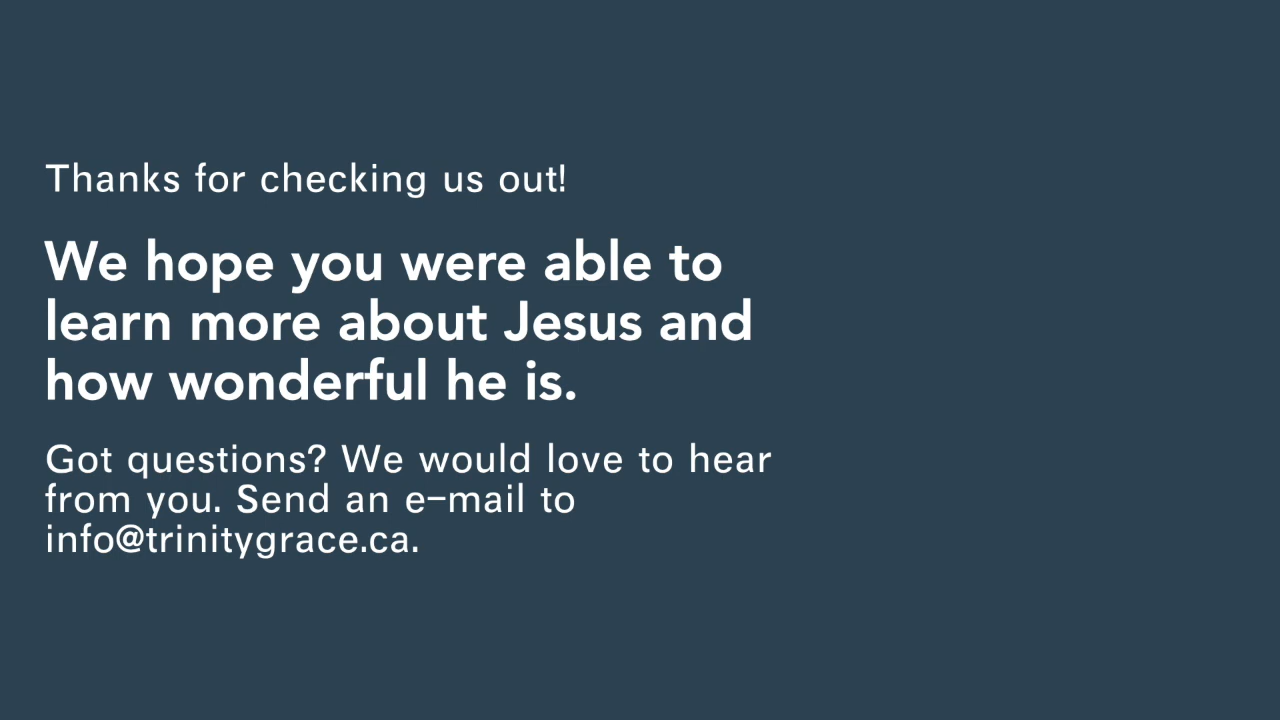 Thanks for checking us out!
We hope you were able to
learn more about Jesus and
how wonderful he is.
Got questions? We would love to hear
from you. Send an e-mail to
info@trinitygrace.ca.